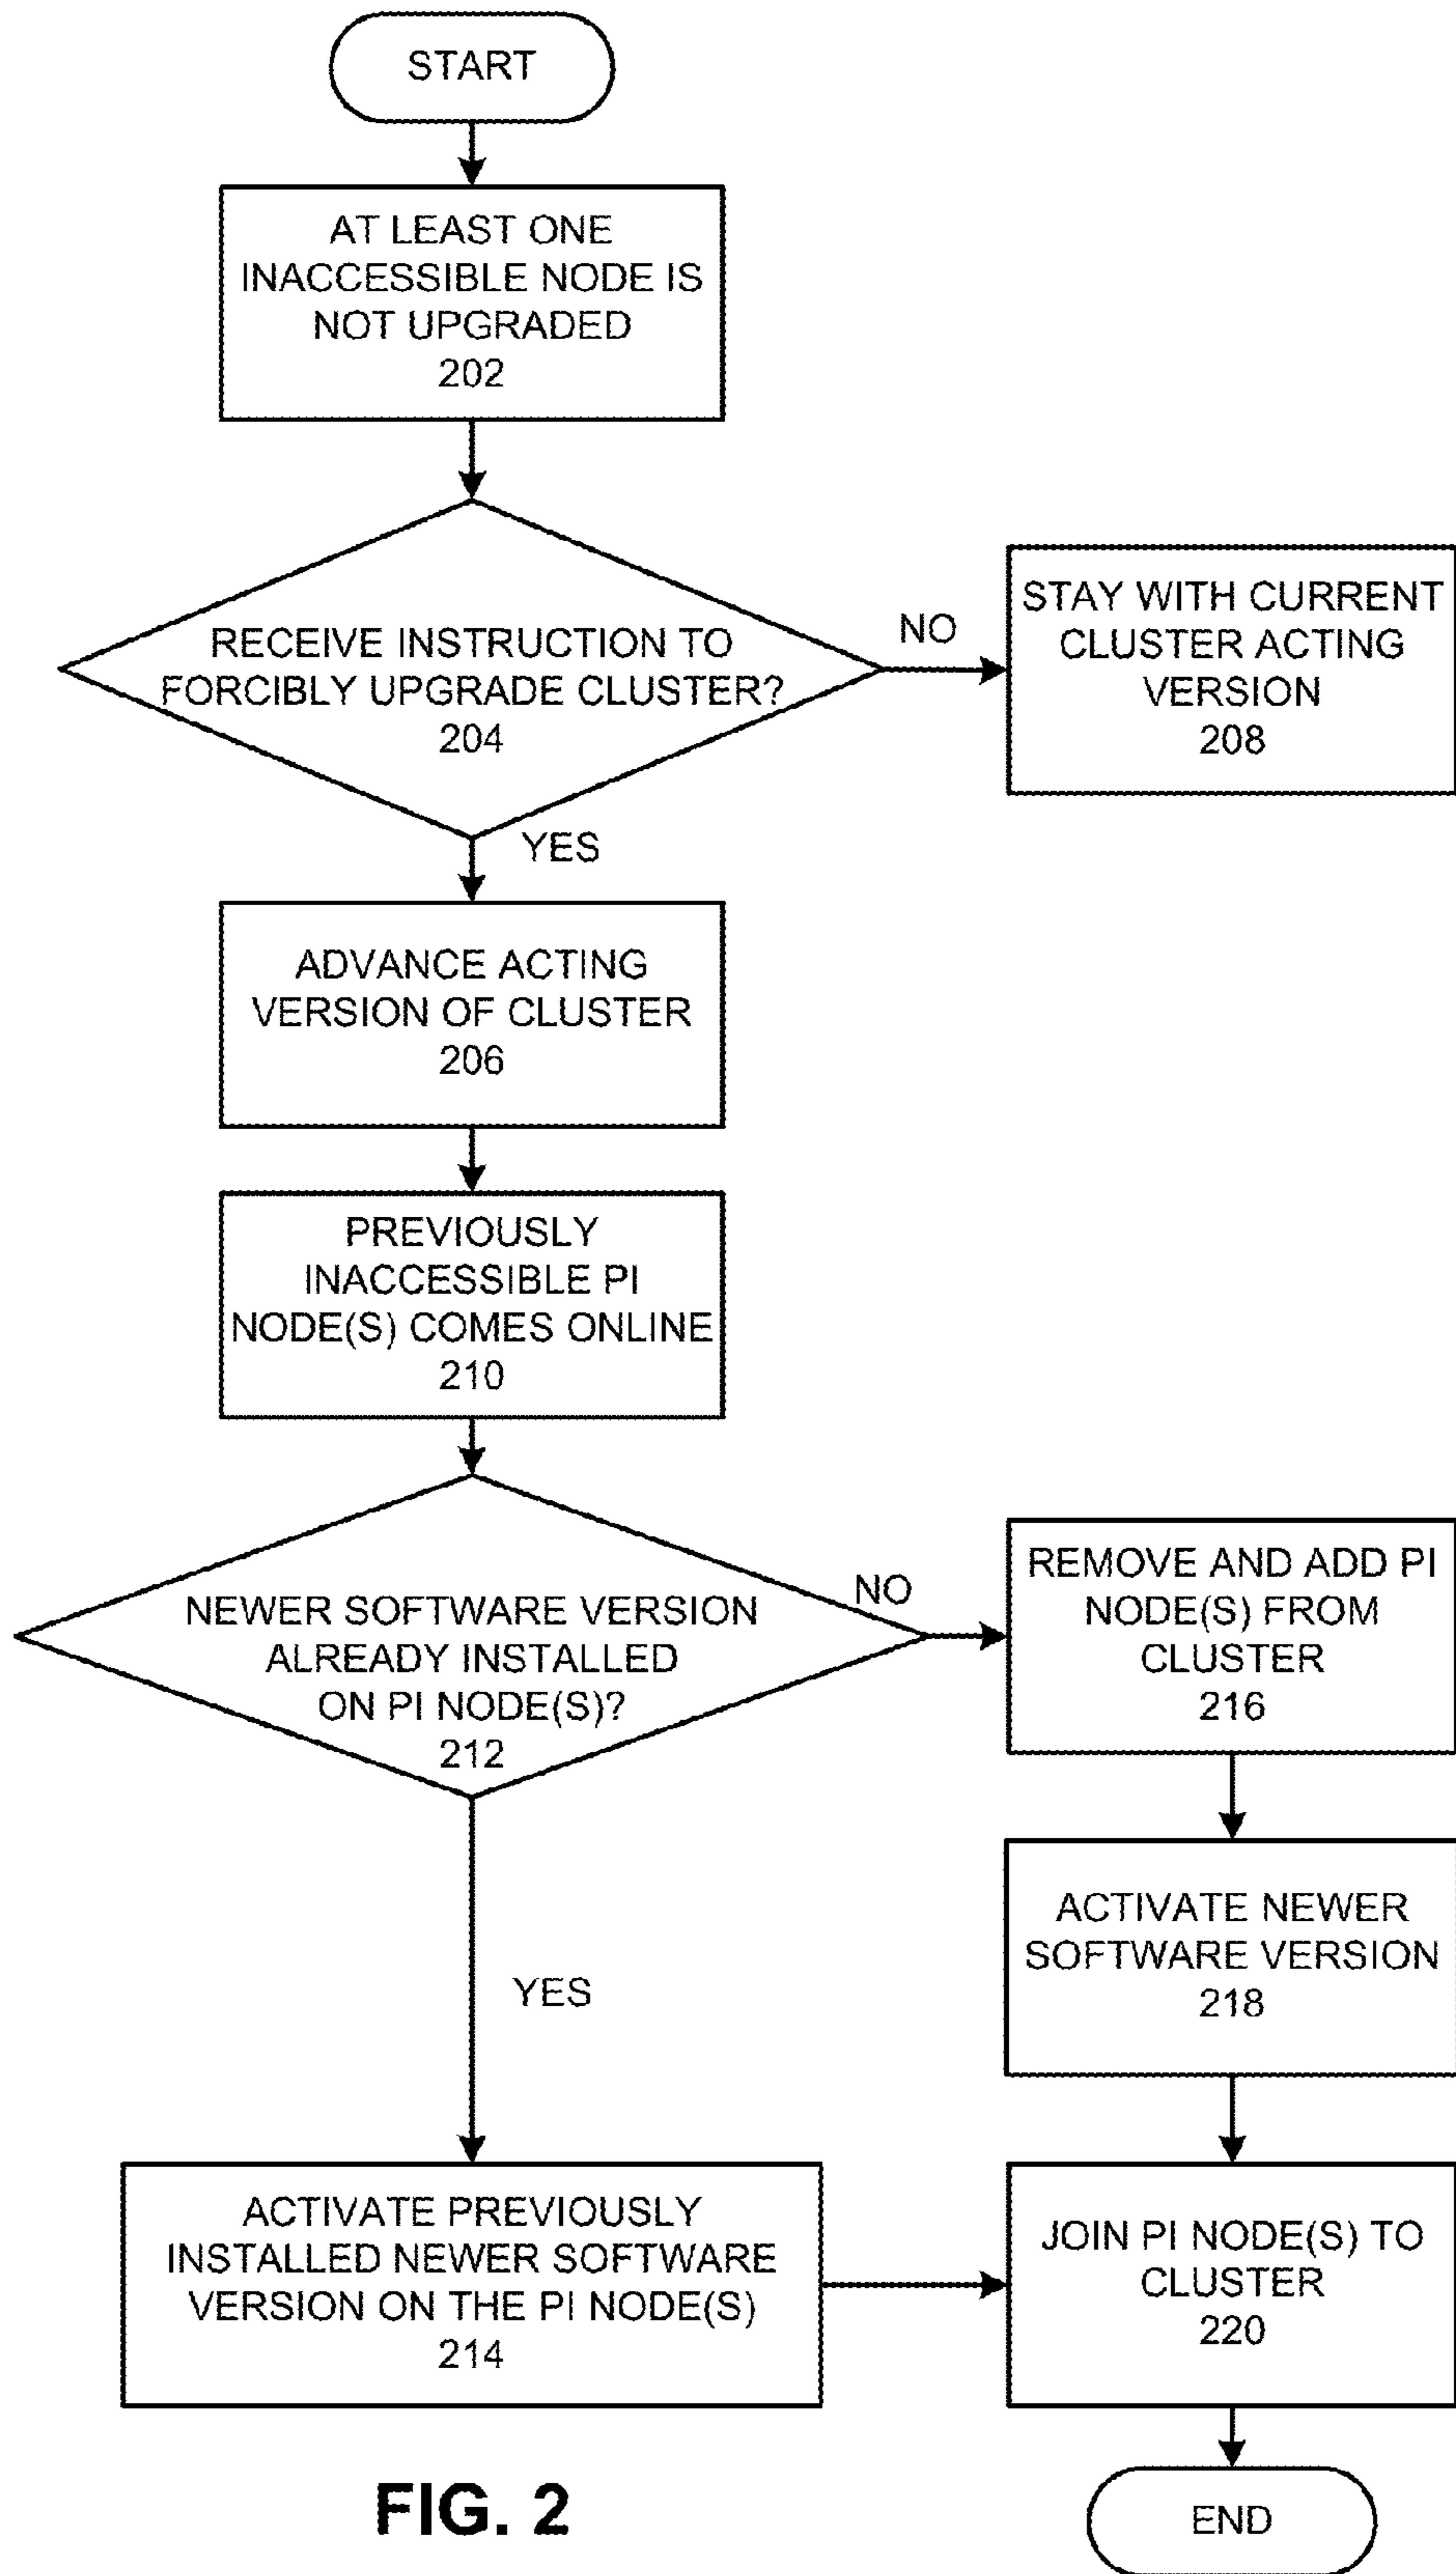 START
AT LEAST ONE
INACCESSIBLE NODE IS
NOT UPGRADED
202
RECEIVE INSTRUCTION TO
FORCIBLY UPGRADE CLUSTER?
204
NO
STAY WITH CURRENT
CLUSTER ACTING
VERSION
208
YES
ADVANCE ACTING
VERSION OF CLUSTER
206
PREVIOUSLY
INACCESSIBLE PI
NODE(S) COMES ONLINE
210
NEWER SOFTWARE VERSION
ALREADY INSTALLED
ON PI NODE(S)?
212
NO
REMOVE AND ADD PI
NODE(S) FROM
CLUSTER
216
ACTIVATE NEWER
SOFTWARE VERSION
218
YES
ACTIVATE PREVIOUSLY
INSTALLED NEWER SOFTWARE
VERSION ON THE PI NODE(S)
214
JOIN PI NODE(S) TO
CLUSTER
220
END
FIG. 2